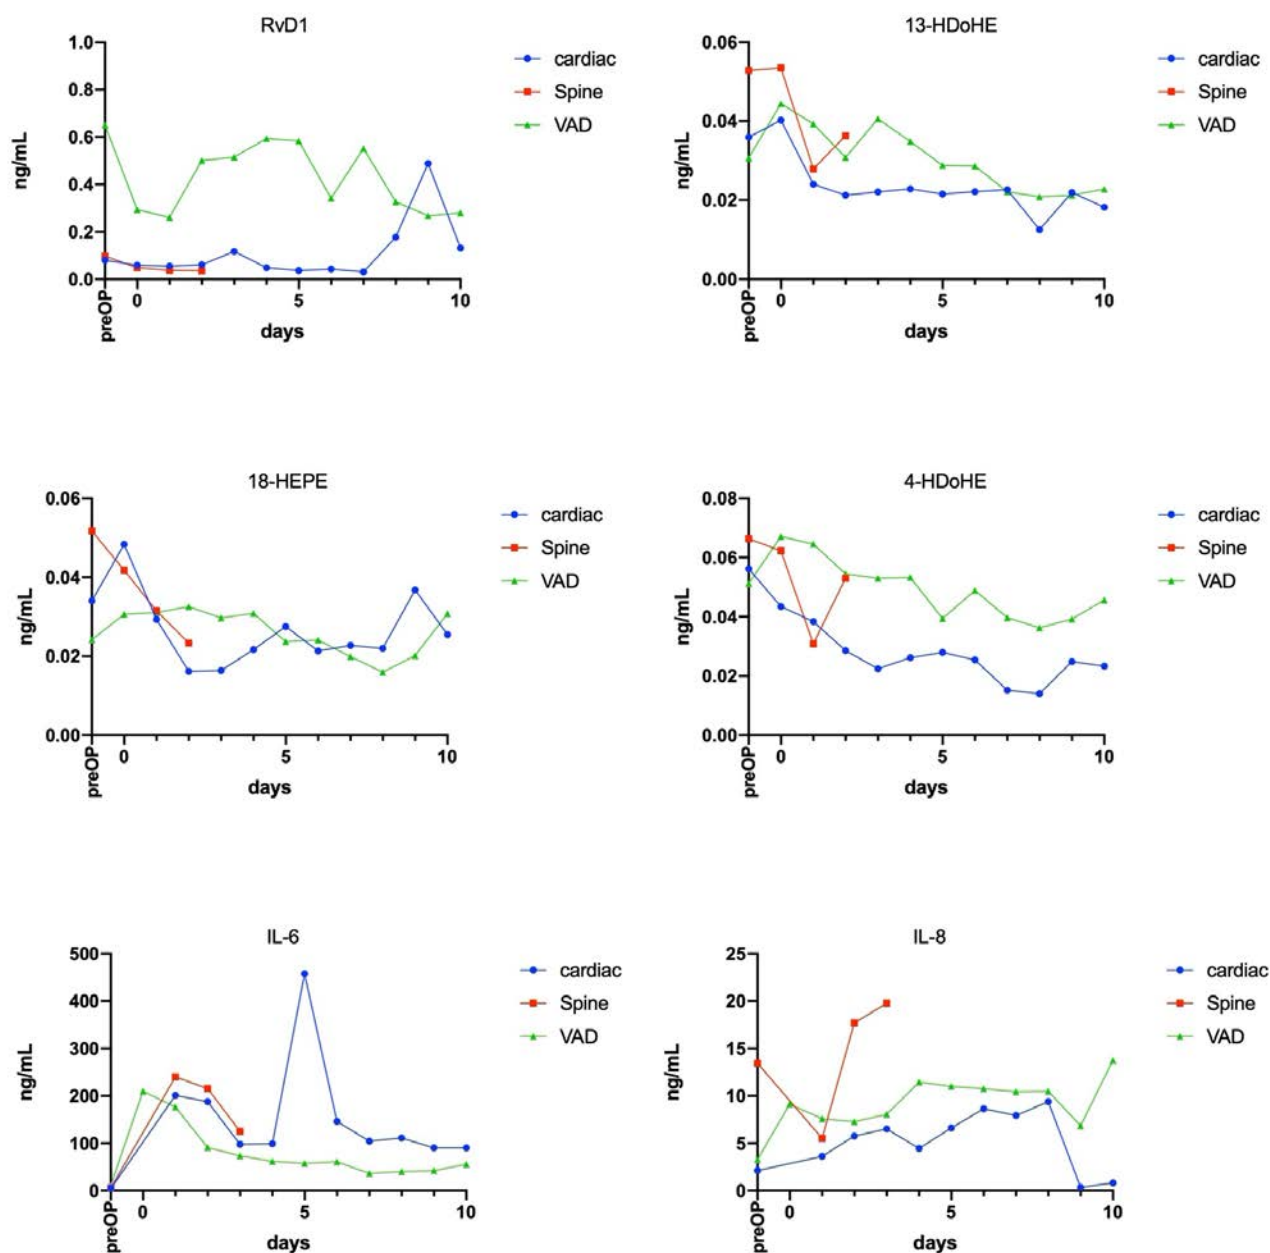 RvD1
1.0
0.8
0.6
0.4
0.2
0.0
ng/mL
preOP
0
5
10
days
cardiac
Spine
VAD
13-HDoHE
0.06
0.04
0.02
0.00
ng/mL
preOP
0
5
10
days
cardiac
Spine
VAD
18-HEPE
0.06
0.04
0.02
0.00
ng/mL
preOP
0
5
10
days
cardiac
Spine
VAD
4-HDoHE
0.08
0.06
0.04
0.02
0.00
ng/mL
preOP
0
5
10
days
cardiac
Spine
VAD
IL-6
500
400
300
200
100
0
ng/mL
preOP
0
5
10
days
cardiac
Spine
VAD
IL-8
25
20
15
10
5
0
ng/mL
preOP
0
5
10
days
cardiac
Spine
VAD